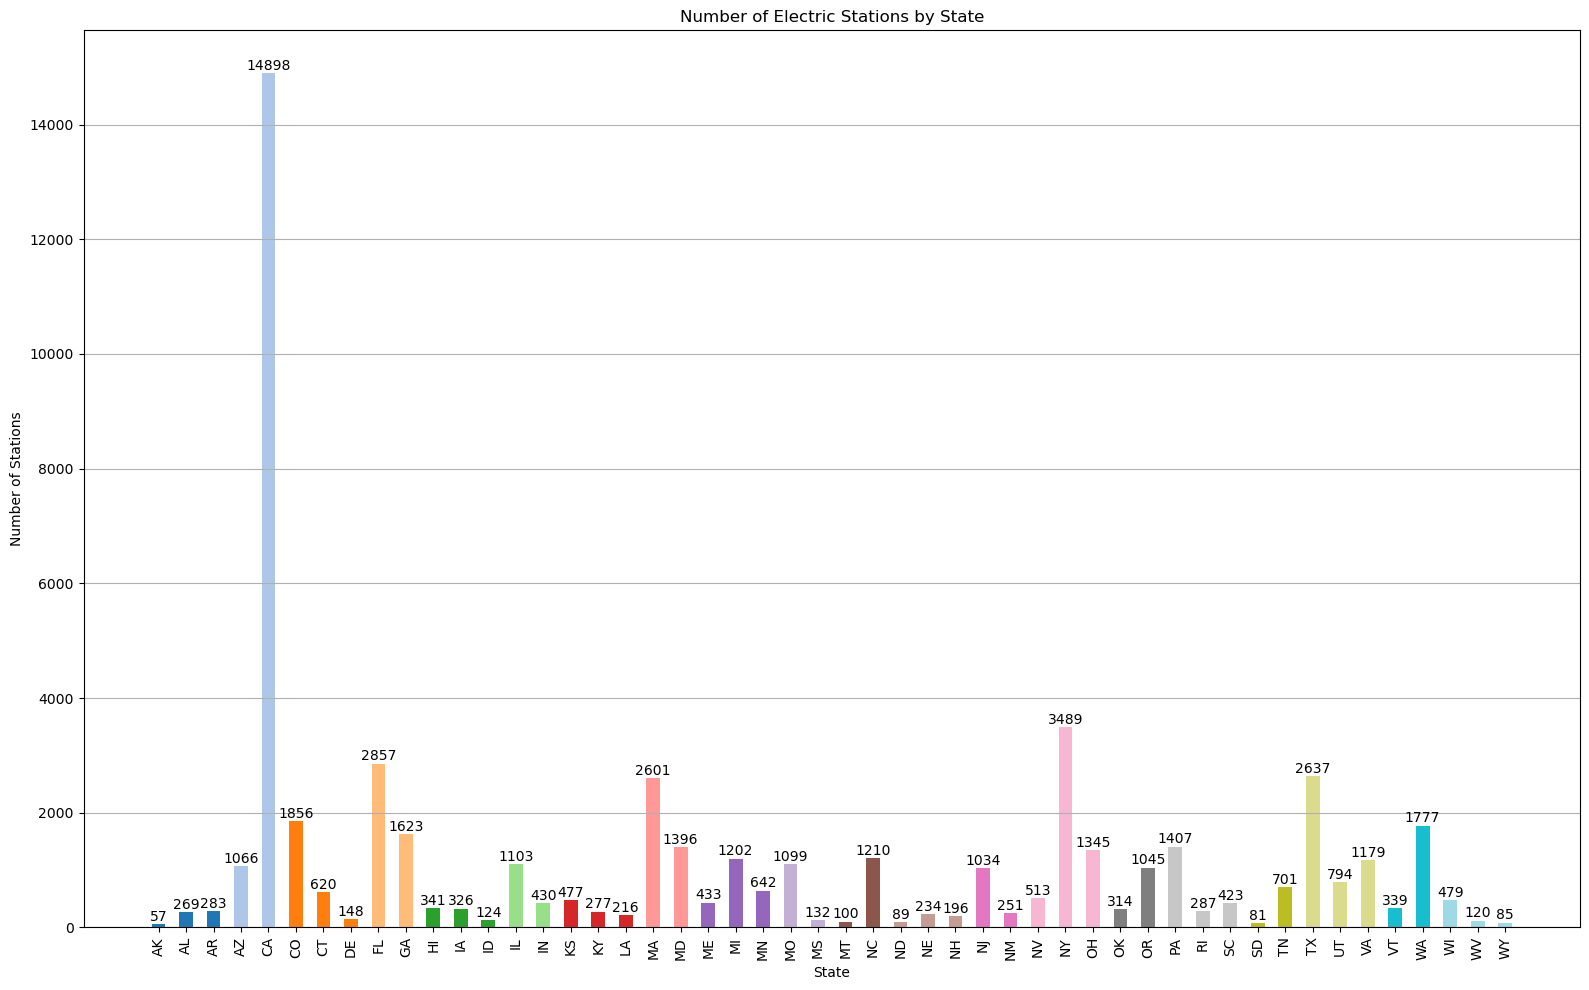 Number of Electric Stations by State
Number of Stations
14000
12000
10000
8000
6000
4000
2000
0
57
269
283
1066
14898
1856
620
148
2857
1623
341
326
124
1103
430
477
277
216
2601
1396
433
1202
642
1099
132
100
1210
89
234
196
1034
251
513
3489
1345
314
1045
1407
287
423
81
701
2637
794
1179
339
1777
479
120
85
AK
AL
AR
AZ
CA
CO
CT
DE
FL
GA
HI
IA
ID
IL
IN
KS
KY
LA
MA
MD
ME
MI
MN
MO
MS
MT
NC
ND
NE
NH
NJ
NM
NV
NY
OH
OK
OR
PA
RI
SC
SD
TN
TX
UT
VA
VT
WA
WI
WV
WY
State